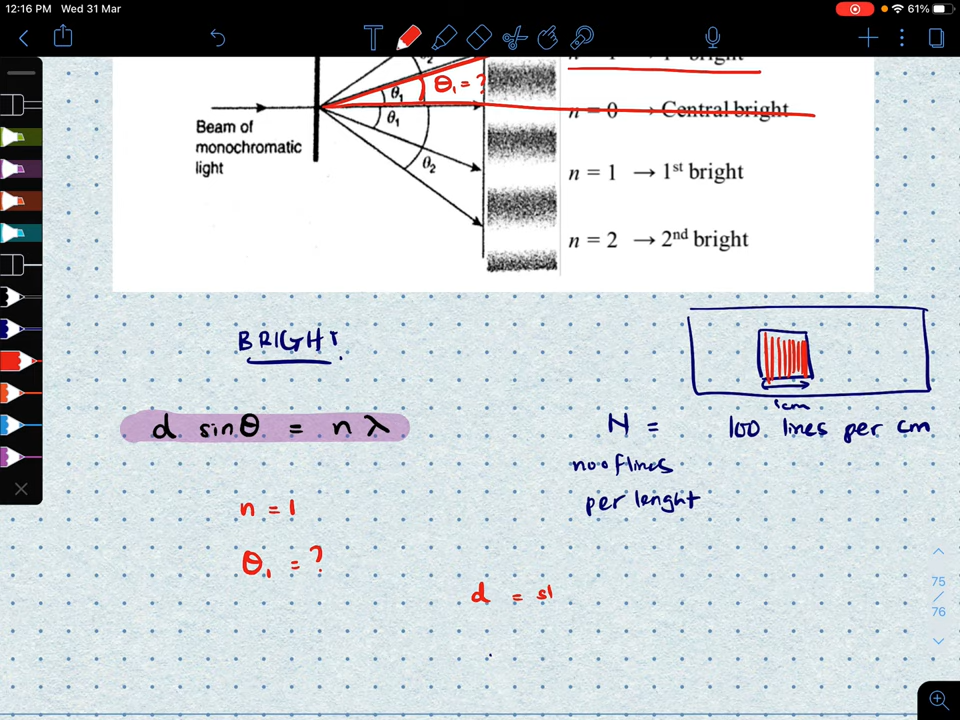 12:16 PM Wed 31 Mar
61%
θ₁
θ₁ = ?
n = 0 → Central bright
Beam of
monochromatic
light
θ₁
θ₂
n = 1 → 1st bright
n = 2 → 2nd bright
BRIGHT
1cm
d sinθ = n λ
N = 100 lines per cm
no of lines
per lenght
n = 1
θ₁ = ?
d = sl
75
/
76